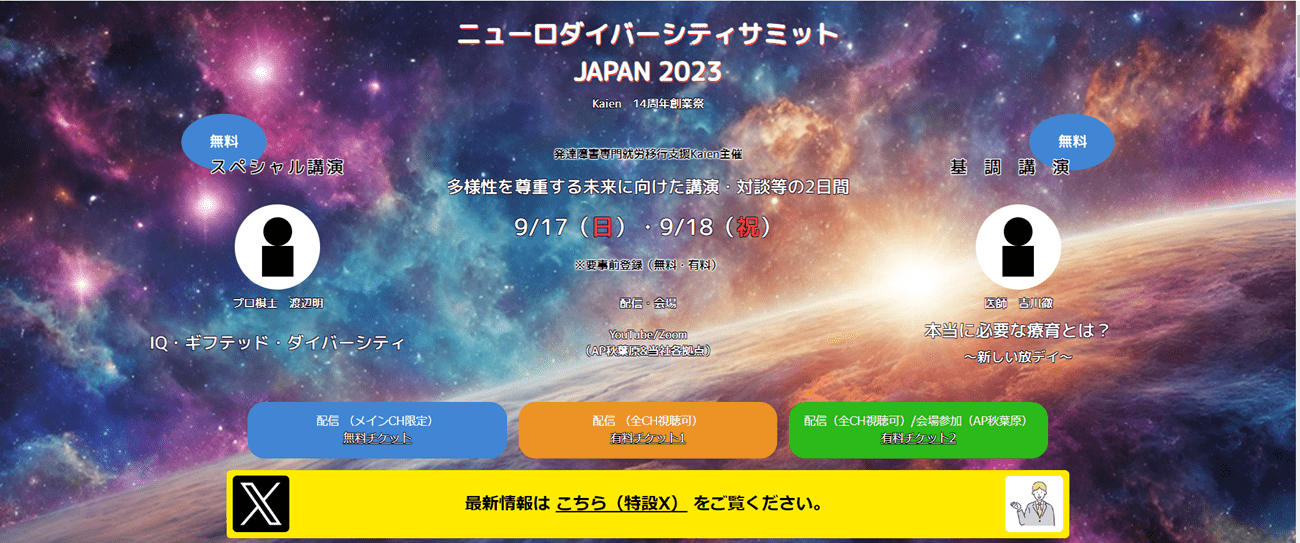 ニューロダイバーシティサミット
JAPAN 2023
Kaien 14周年創業祭
無料
スペシャル講演
プロ棋士 渡辺明
IQ・ギフテッド・ダイバーシティ
発達障害専門就労移行支援Kaien主催
多様性を尊重する未来に向けた講演・対談等の2日間
9/17（日）・9/18（祝）
※要事前登録（無料・有料）
配信・会場
YouTube/Zoom
（AP秋葉原&当社各拠点）
無料
基調講演
医師 吉川徹
本当に必要な療育とは？
～新しい放デイ～
配信 （メインCH限定）
無料チケット
配信 （全CH視聴可）
有料チケット1
配信（全CH視聴可）/会場参加（AP秋葉原）
有料チケット2
最新情報は こちら（特設X） をご覧ください。